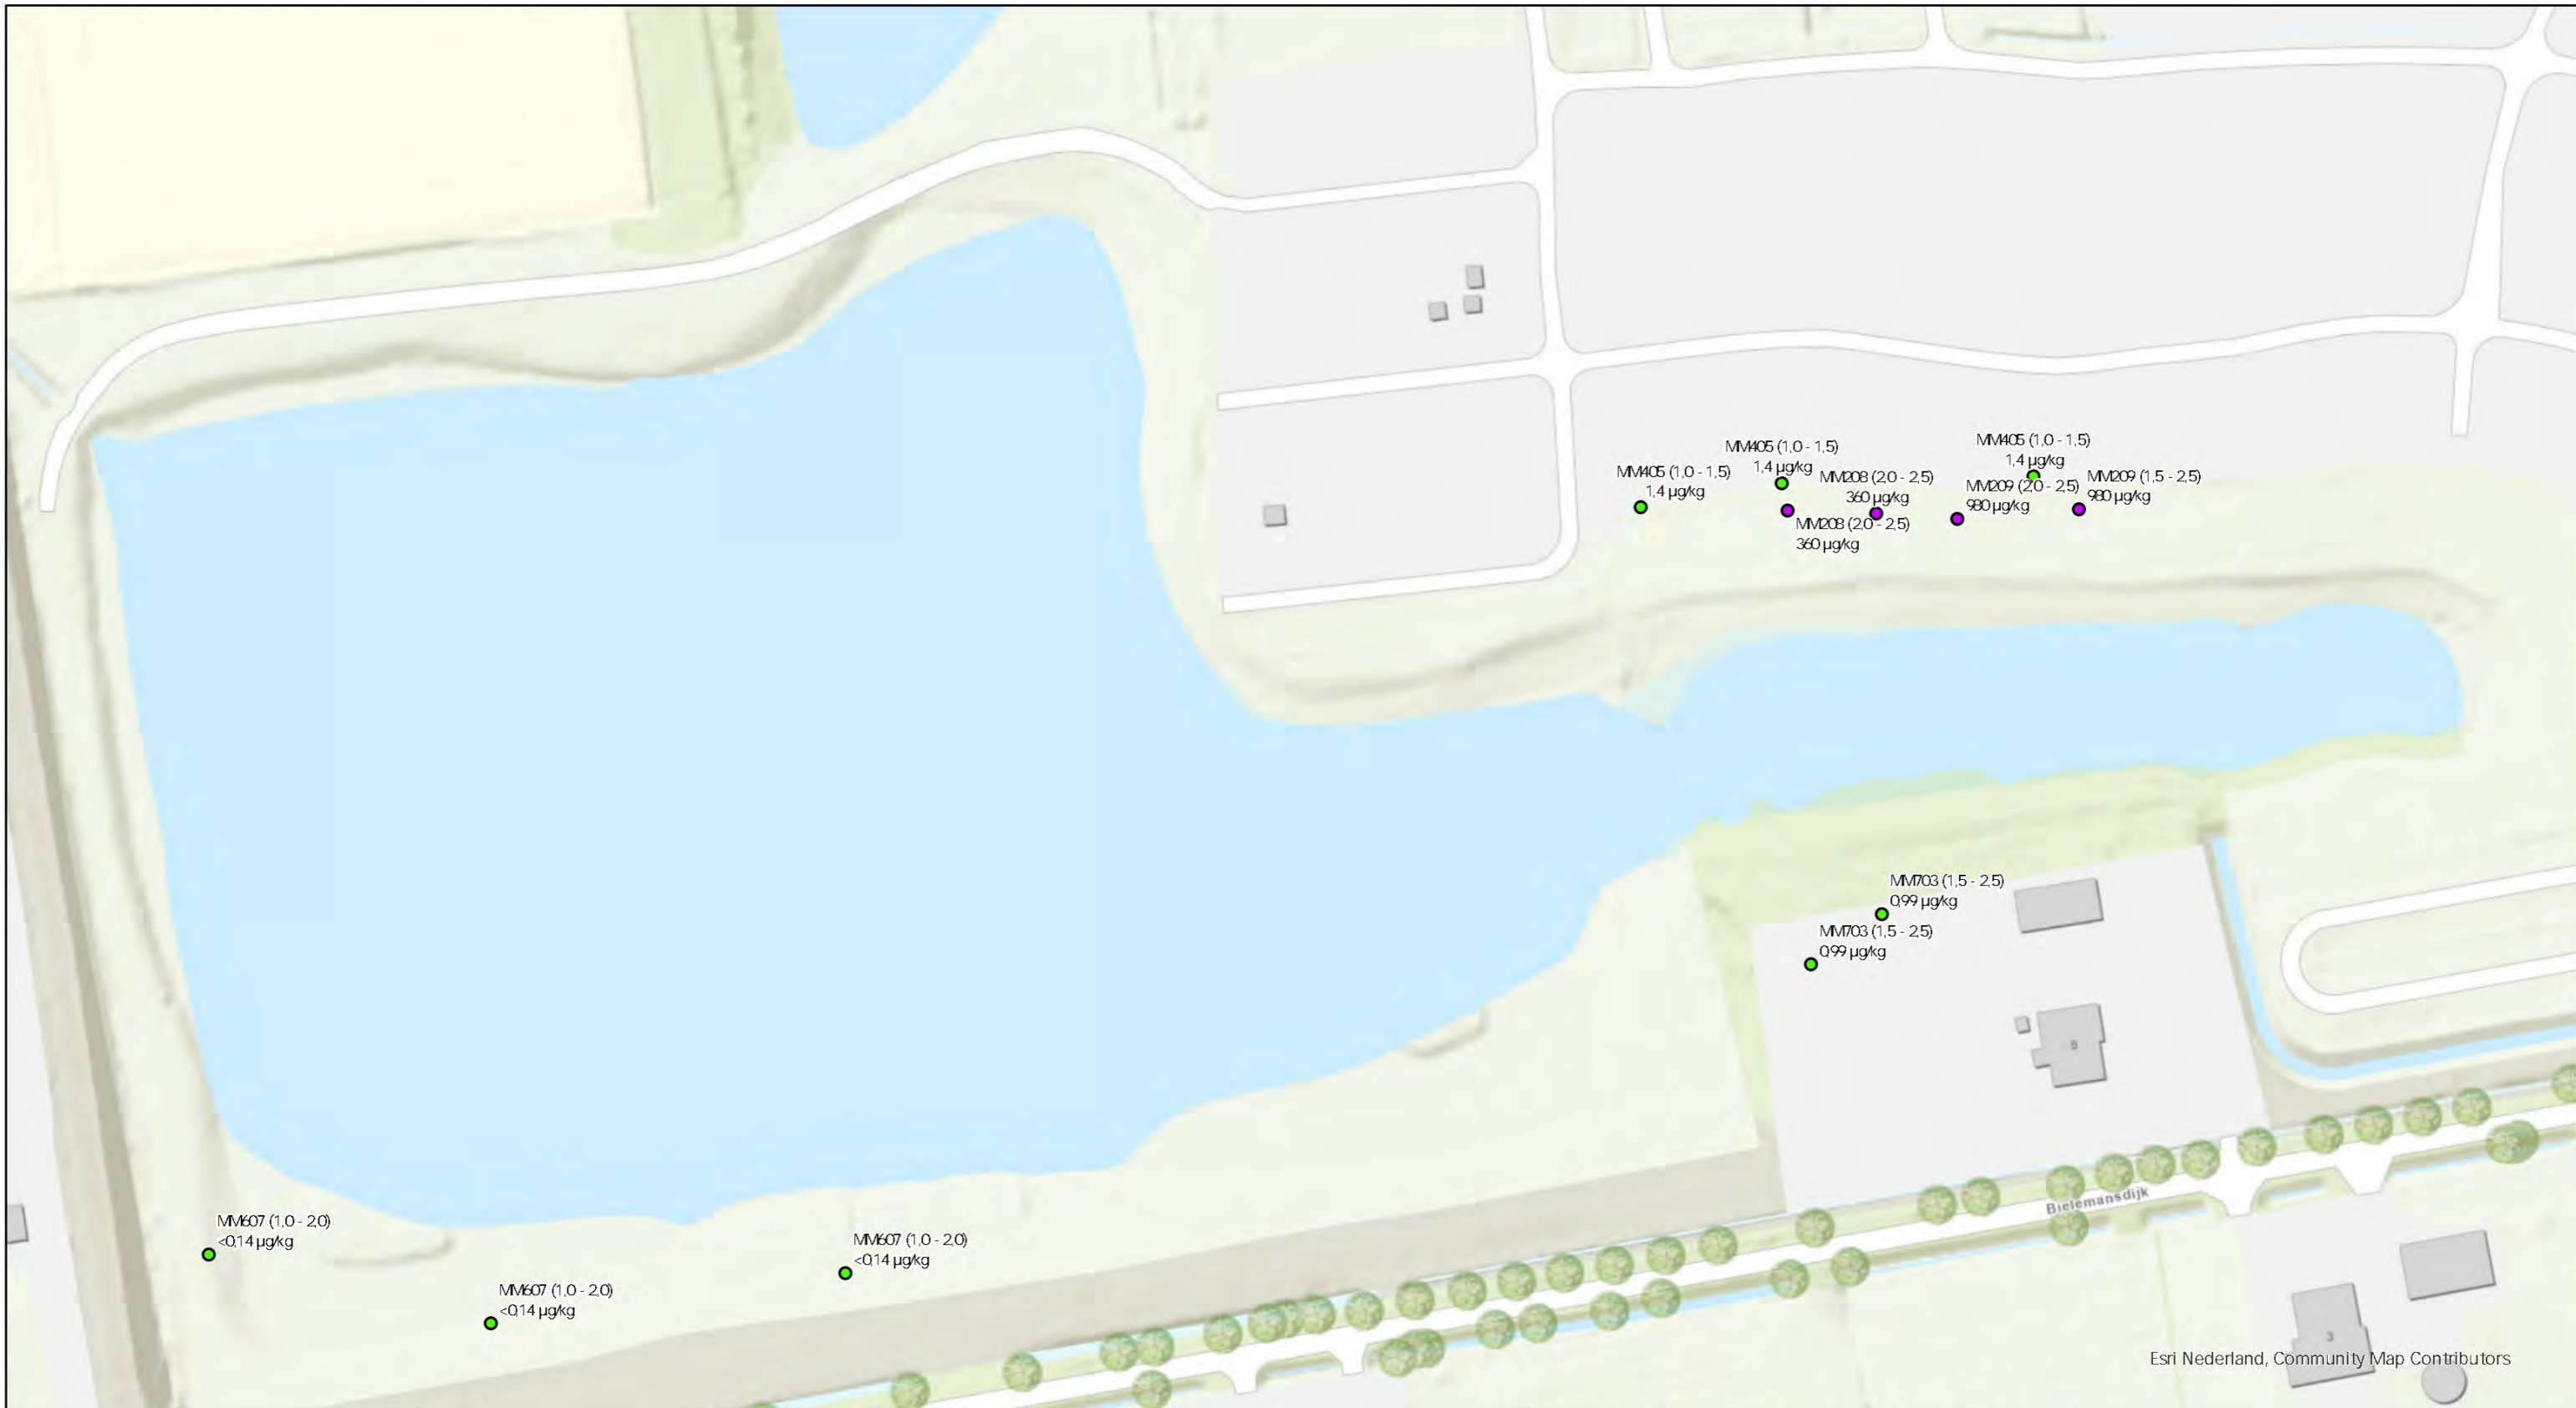 MM405 (1,0 - 1,5)
1,4 µg/kg
MM405 (1,0 - 1,5)
1,4 µg/kg
MM405 (1,0 - 1,5)
1,4 µg/kg
MM208 (2,0 - 2,5)
360 µg/kg
MM208 (2,0 - 2,5)
360 µg/kg
MM209 (2,0 - 2,5)
980 µg/kg
MM209 (1,5 - 2,5)
980 µg/kg
MM703 (1,5 - 2,5)
0,99 µg/kg
MM703 (1,5 - 2,5)
0,99 µg/kg
MM607 (1,0 - 2,0)
<0,14 µg/kg
MM607 (1,0 - 2,0)
<0,14 µg/kg
MM607 (1,0 - 2,0)
<0,14 µg/kg
Bielemansdijk
3
Esri Nederland, Community Map Contributors